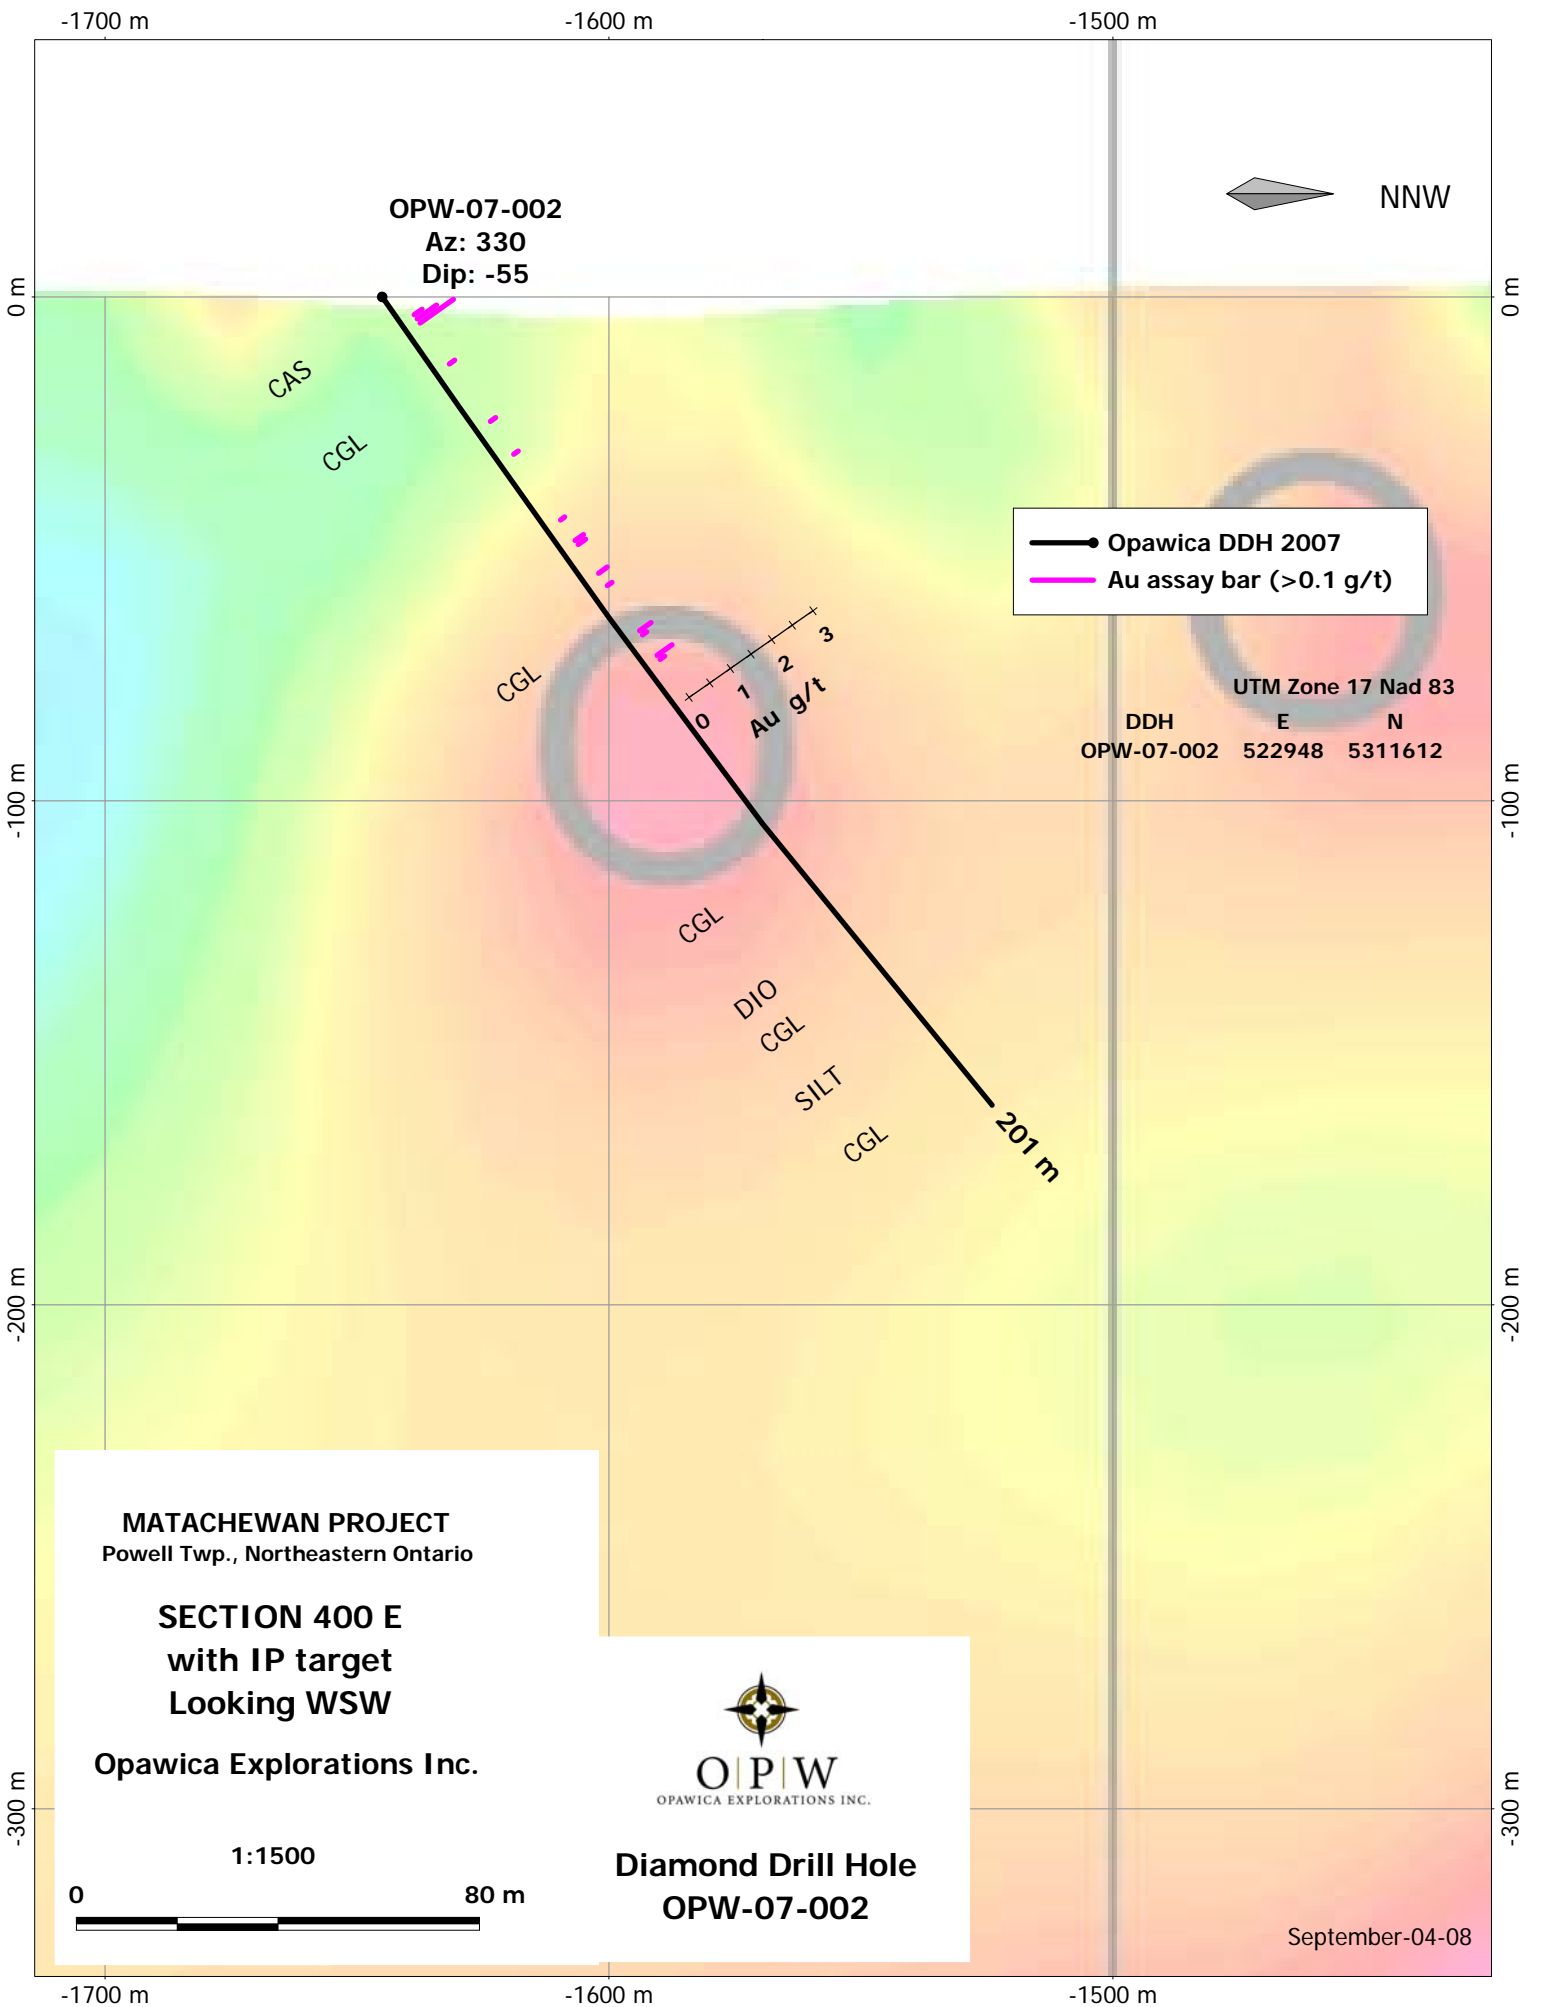 -1700 m -1600 m -1500 m
NNW
OPW-07-002
Az: 330
Dip: -55
0 m 0 m
CAS
CGL
Opawica DDH 2007
Au assay bar (>0.1 g/t)
0 1 2 3
Au g/t
CGL
UTM Zone 17 Nad 83
DDH E N
OPW-07-002 522948 5311612
-100 m -100 m
CGL
DIO
CGL
SILT
CGL
201 m
-200 m -200 m
MATACHEWAN PROJECT
Powell Twp., Northeastern Ontario
SECTION 400 E
with IP target
Looking WSW
Opawica Explorations Inc.
1:1500
0 80 m
O|P|W
OPAWICA EXPLORATIONS INC.
Diamond Drill Hole
OPW-07-002
-300 m -300 m
September-04-08
-1700 m -1600 m -1500 m